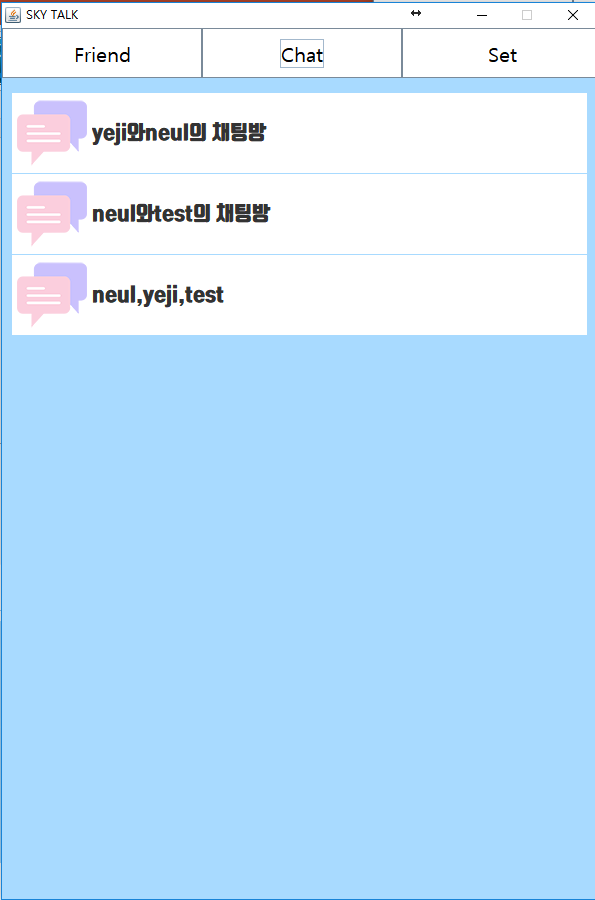 SKY TALK
Friend
Chat
Set
yeji와neul의 채팅방
neul와test의 채팅방
neul,yeji,test